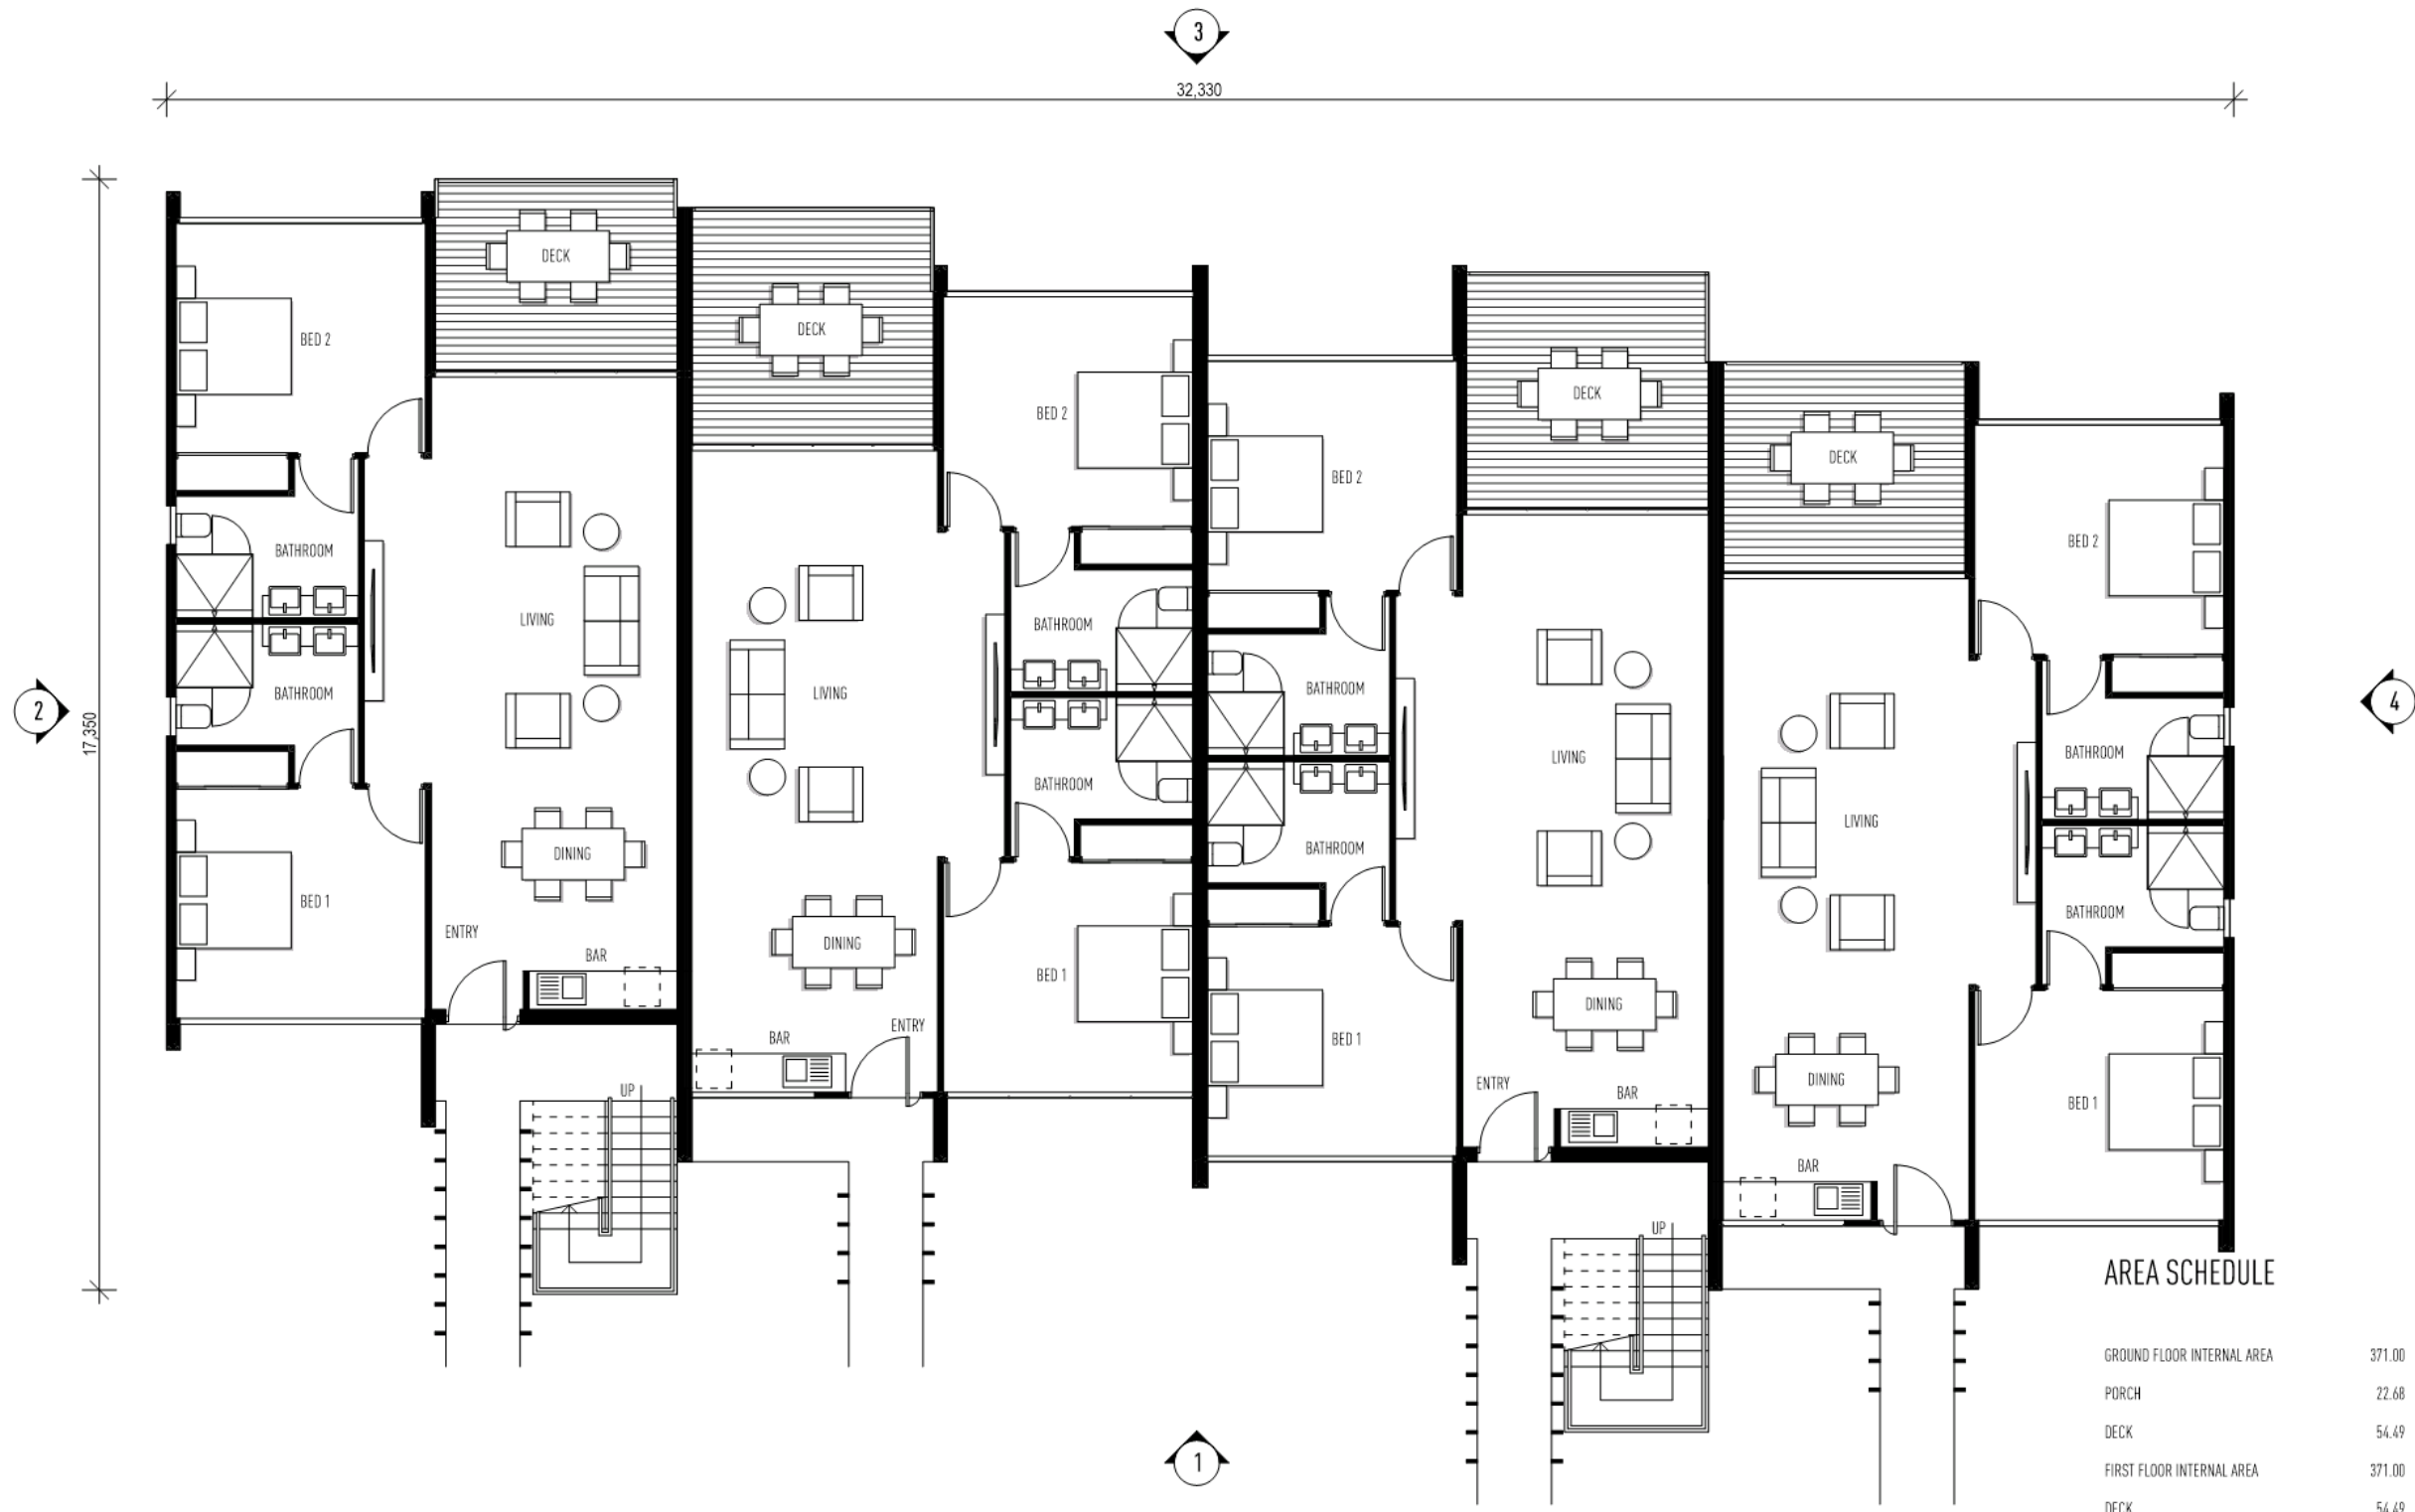 3
32,330
DECK
DECK
BED 2
DECK
BED 2
DECK
BED 2
BED 2
BATHROOM
LIVING
BATHROOM
BATHROOM
LIVING
BATHROOM
2
17,350
4
LIVING
BATHROOM
BATHROOM
LIVING
BATHROOM
DINING
BED 1
BATHROOM
ENTRY
DINING
BAR
BED 1
DINING
ENTRY
BAR
BED 1
ENTRY
DINING
UP
BAR
BED 1
BAR
UP
AREA SCHEDULE
GROUND FLOOR INTERNAL AREA 371.00
PORCH 22.68
DECK 54.49
1
FIRST FLOOR INTERNAL AREA 371.00
DECK 54.49